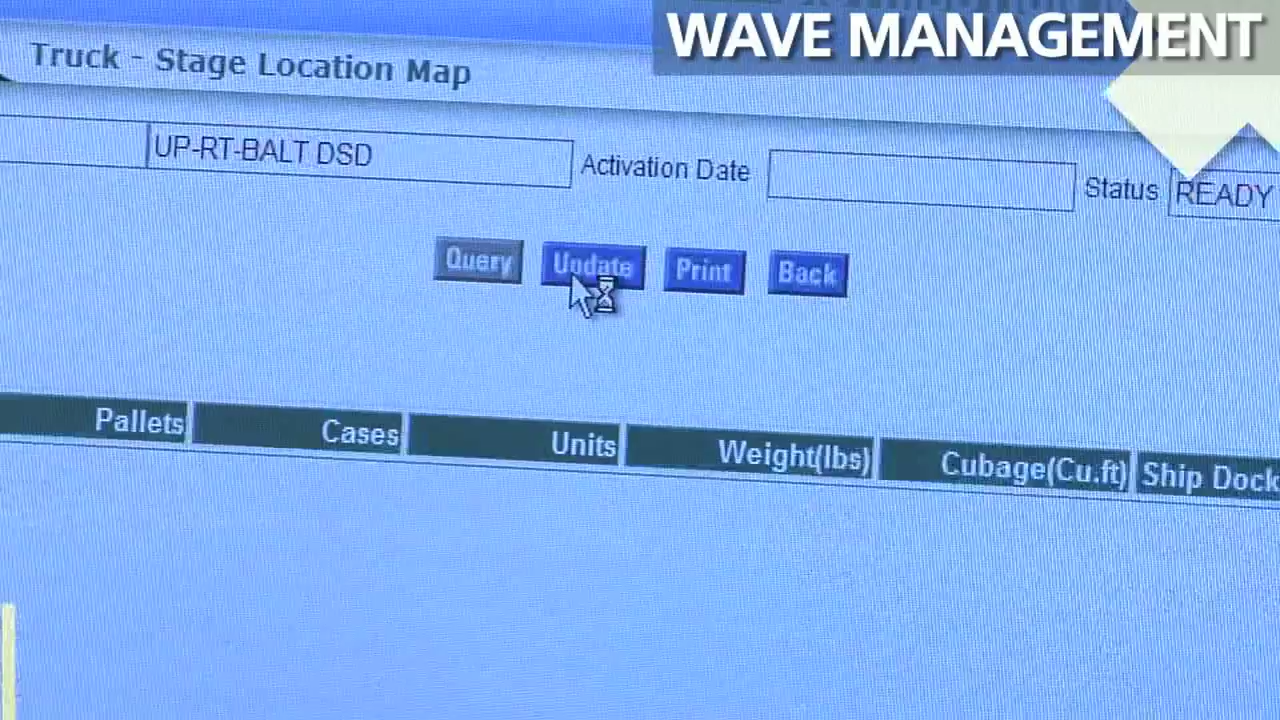 WAVE MANAGEMENT
Truck - Stage Location Map
UP-RT-BALT DSD Activation Date Status READY
Query Update Print Back
Pallets Cases Units Weight(lbs) Cubage(Cu.ft) Ship Dock